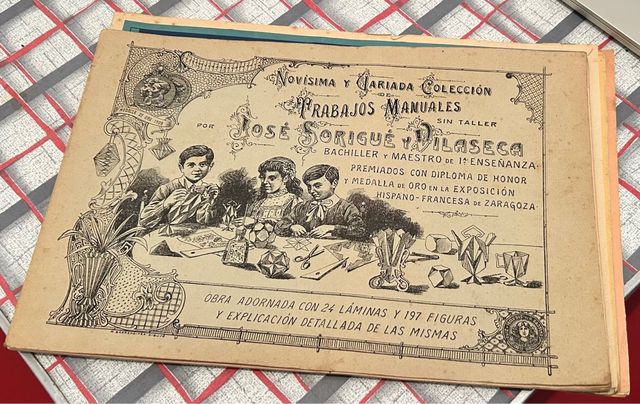 NOVÍSIMA Y VARIADA COLECCIÓN
DE
TRABAJOS MANUALES
SIN TALLER
POR JOSÉ SORIGUÉ Y VILASECA
BACHILLER Y MAESTRO DE 1ª ENSEÑANZA
PREMIADOS CON DIPLOMA DE HONOR
Y MEDALLA DE ORO EN LA EXPOSICIÓN
HISPANO-FRANCESA DE ZARAGOZA
OBRA ADORNADA CON 24 LÁMINAS Y 197 FIGURAS
Y EXPLICACIÓN DETALLADA DE LAS MISMAS